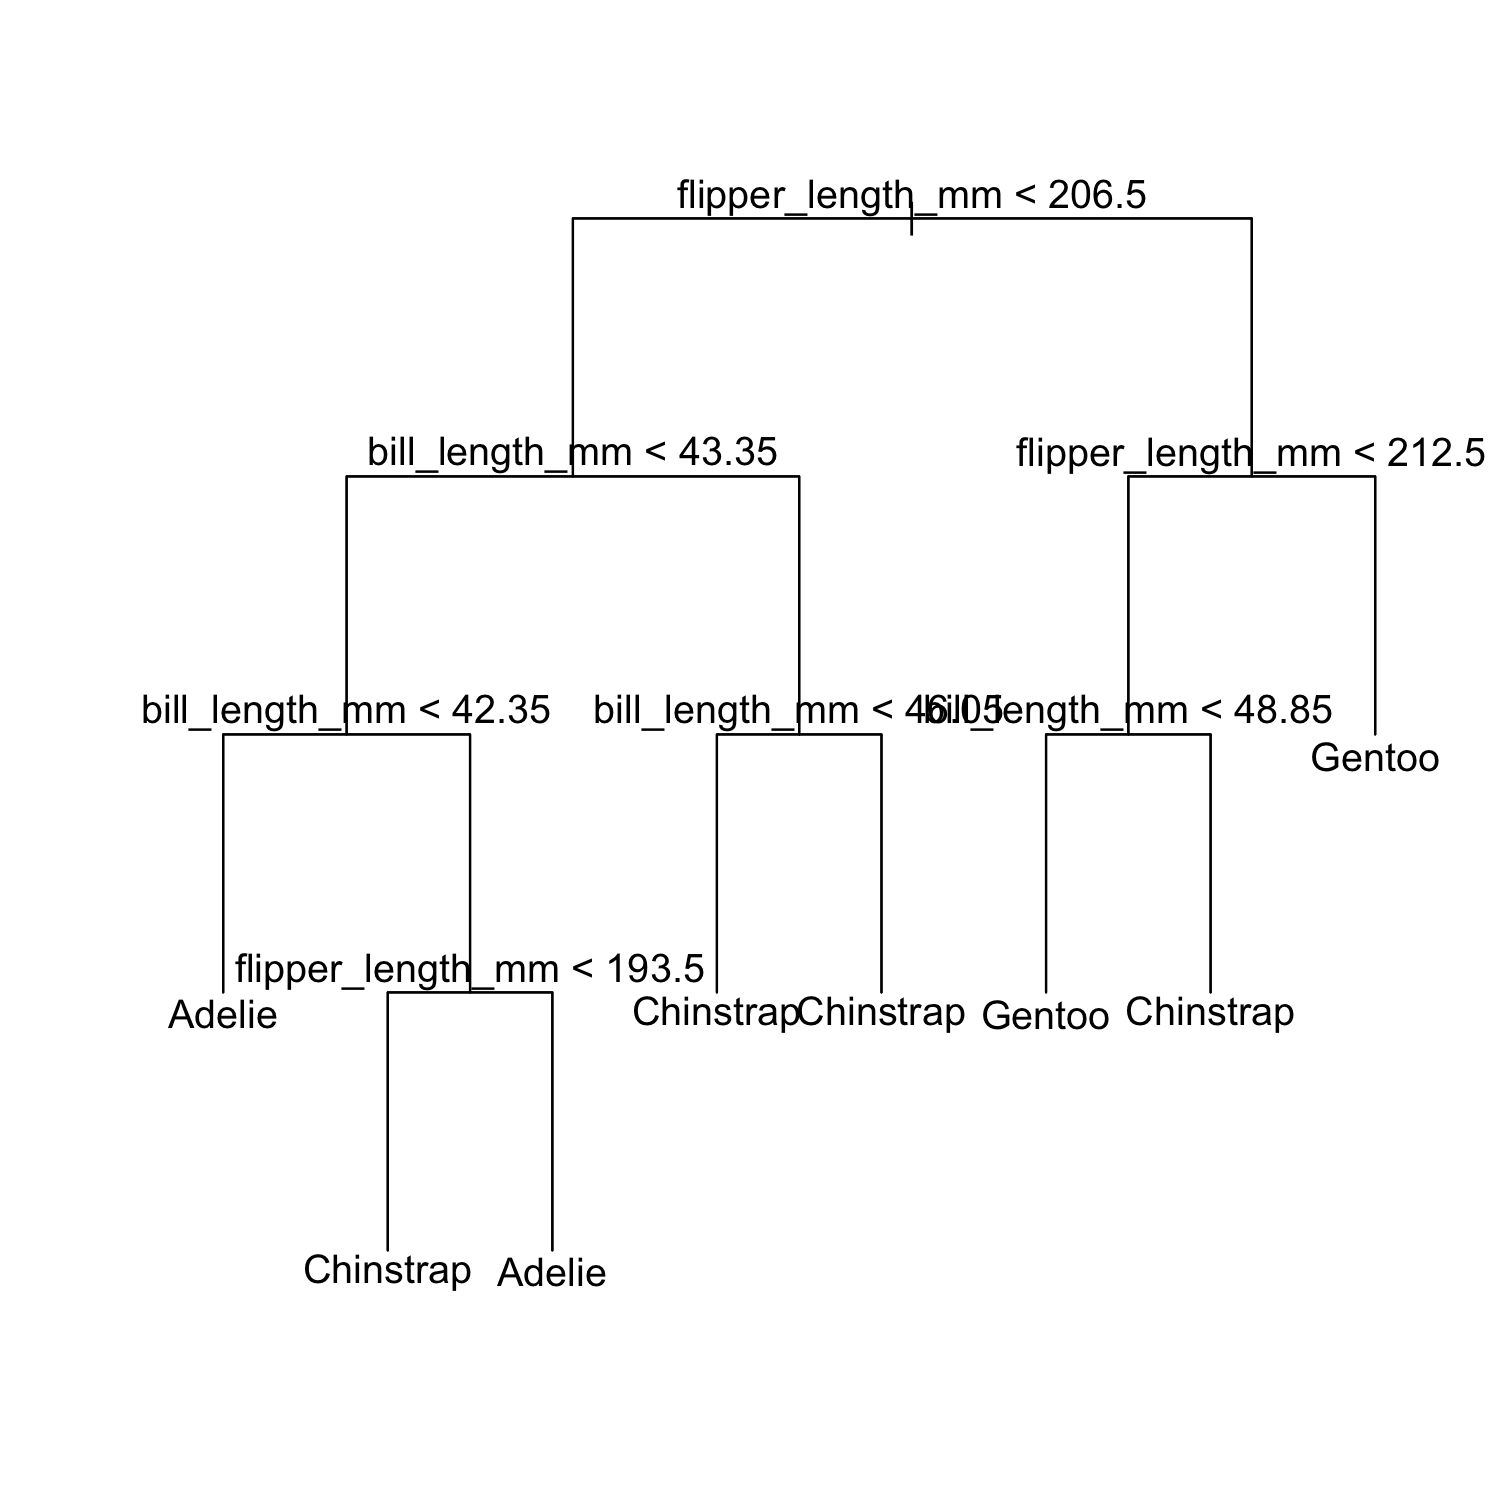 flipper_length_mm < 206.5
bill_length_mm < 43.35
flipper_length_mm < 212.5
bill_length_mm < 42.35
bill_length_mm < 46.05
bill_length_mm < 48.85
Gentoo
flipper_length_mm < 193.5
Adelie
Chinstrap
Chinstrap
Gentoo
Chinstrap
Chinstrap
Adelie